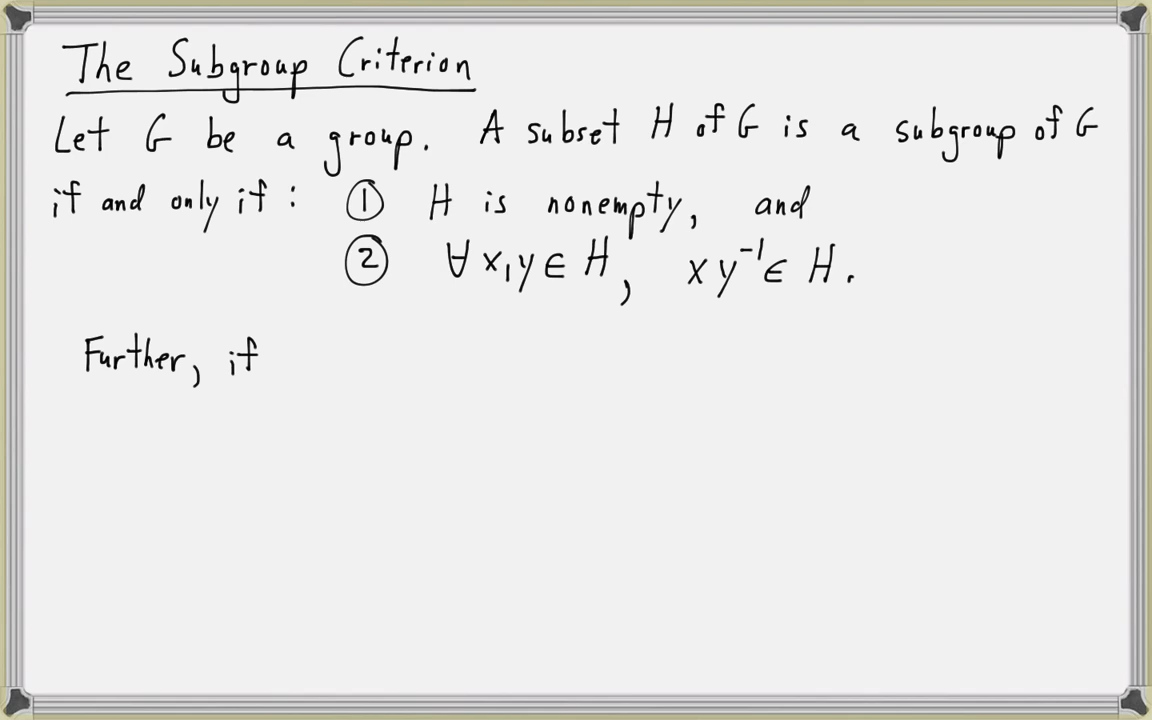 The Subgroup Criterion
Let G be a group. A subset H of G is a subgroup of G
if and only if : ① H is nonempty, and
② ∀ x,y ∈ H, xy⁻¹ ∈ H.
Further, if